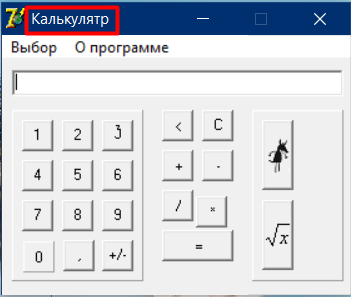 Калькулятр
Выбор О программе
1 2 3 < C
4 5 6 + -
7 8 9 / *
0 , +/- =
√x